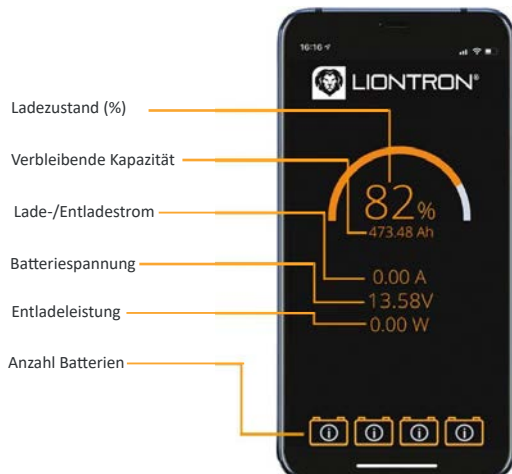 16:16
LIONTRON®
Ladezustand (%)
Verbleibende Kapazität
82%
473.48 Ah
Lade-/Entladestrom
Batteriespannung
0.00 A
13.58V
Entladeleistung
0.00 W
Anzahl Batterien